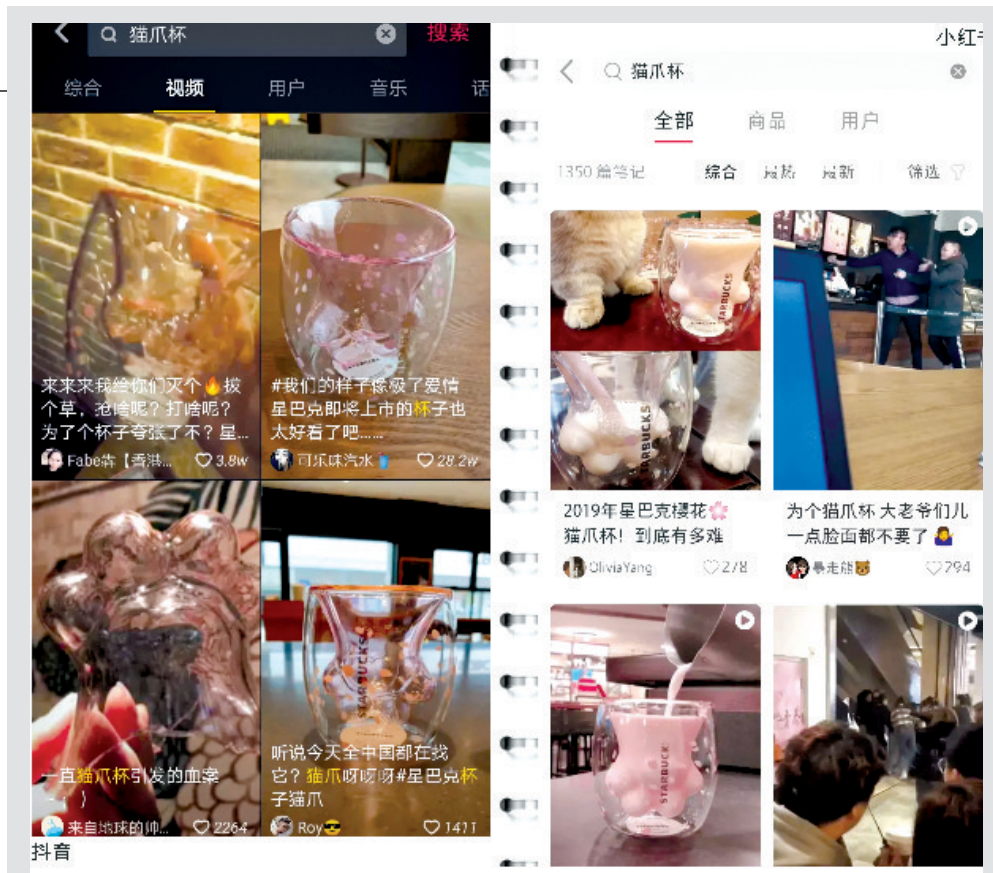 猫爪杯
搜索
综合
视频
用户
音乐
话
来来来我给你们灭个🔥拔
个草，抢啥呢？打啥呢？
为了个杯子夸张了不？星...
Fabe犇【香港...
3.8w
#我们的样子像极了爱情
星巴克即将上市的杯子也
太好看了吧......
可乐味汽水🥤
28.2w
一直猫爪杯引发的血案
来自地球的帅...
2264
STARBUCKS
听说今天全中国都在找
它？猫爪呀呀呀#星巴克杯
子猫爪
Roy😎
1411
抖音
小红
猫爪杯
全部
商品
用户
1350 篇笔记
综合
最热
最新
筛选
STARBUCKS
STARBUCKS
2019年星巴克樱花🌸
猫爪杯！到底有多难
OliviaYang
278
为个猫爪杯 大老爷们儿
一点脸面都不要了🤷‍♀️
暴走熊🐻
794
STARBUCK